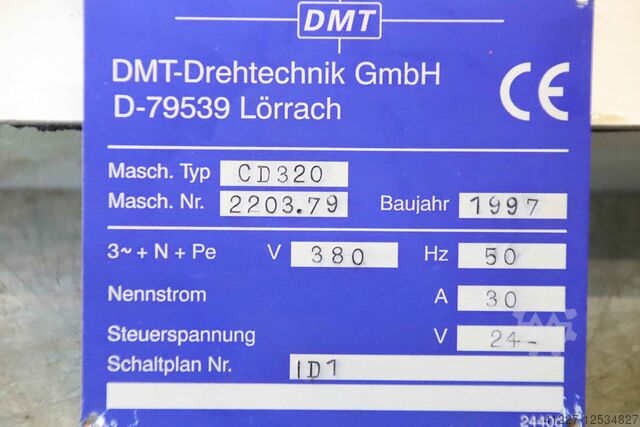 DMT
DMT-Drehtechnik GmbH
D-79539 Lörrach
CE
Masch. Typ CD320
Masch. Nr. 2203.79 Baujahr 1997
3~ + N + Pe V 380 Hz 50
Nennstrom A 30
Steuerspannung V 24-
Schaltplan Nr. ID1